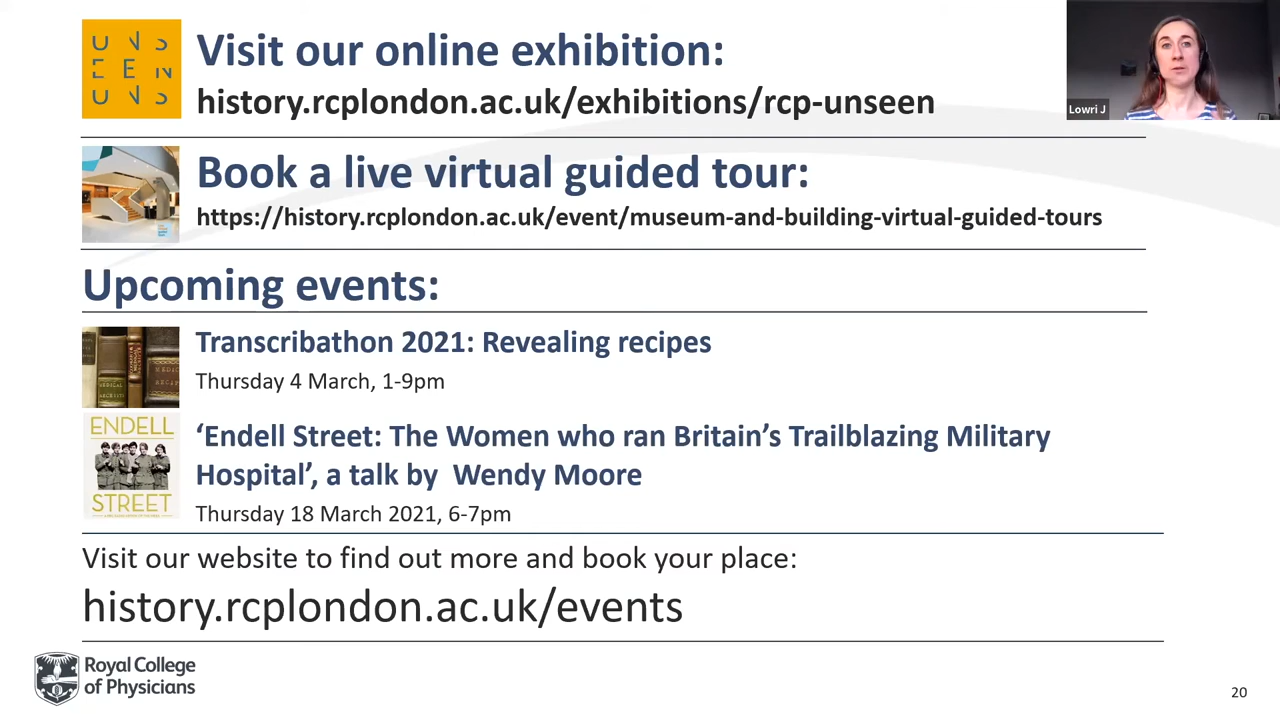 UNS
EEN
UNS
Visit our online exhibition:
history.rcplondon.ac.uk/exhibitions/rcp-unseen
Lowri J
Book a live virtual guided tour:
https://history.rcplondon.ac.uk/event/museum-and-building-virtual-guided-tours
Upcoming events:
Transcribathon 2021: Revealing recipes
Thursday 4 March, 1-9pm
ENDELL
STREET
‘Endell Street: The Women who ran Britain’s Trailblazing Military
Hospital’, a talk by  Wendy Moore
Thursday 18 March 2021, 6-7pm
Visit our website to find out more and book your place:
history.rcplondon.ac.uk/events
Royal College
of Physicians
20